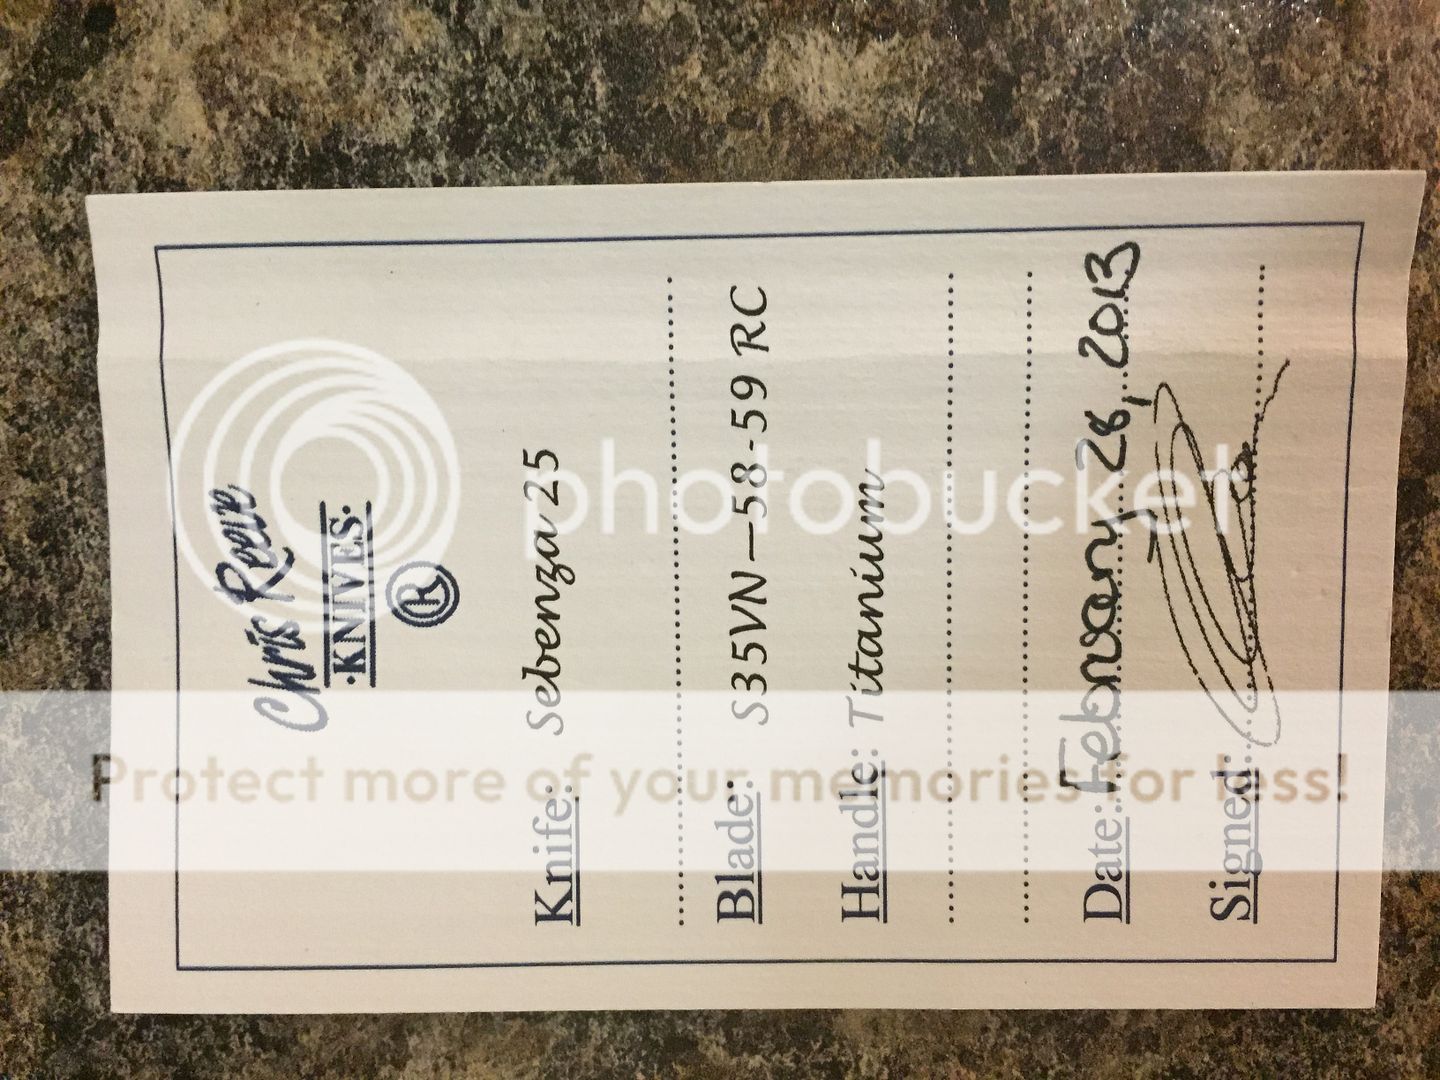 Chris Reeve
·KNIVES·
®
Knife: Sebenza 25
Blade: S35VN—58-59 RC
Handle: Titanium
Date: February 28, 2013
Signed:
photobucket
Protect more of your memories for less!